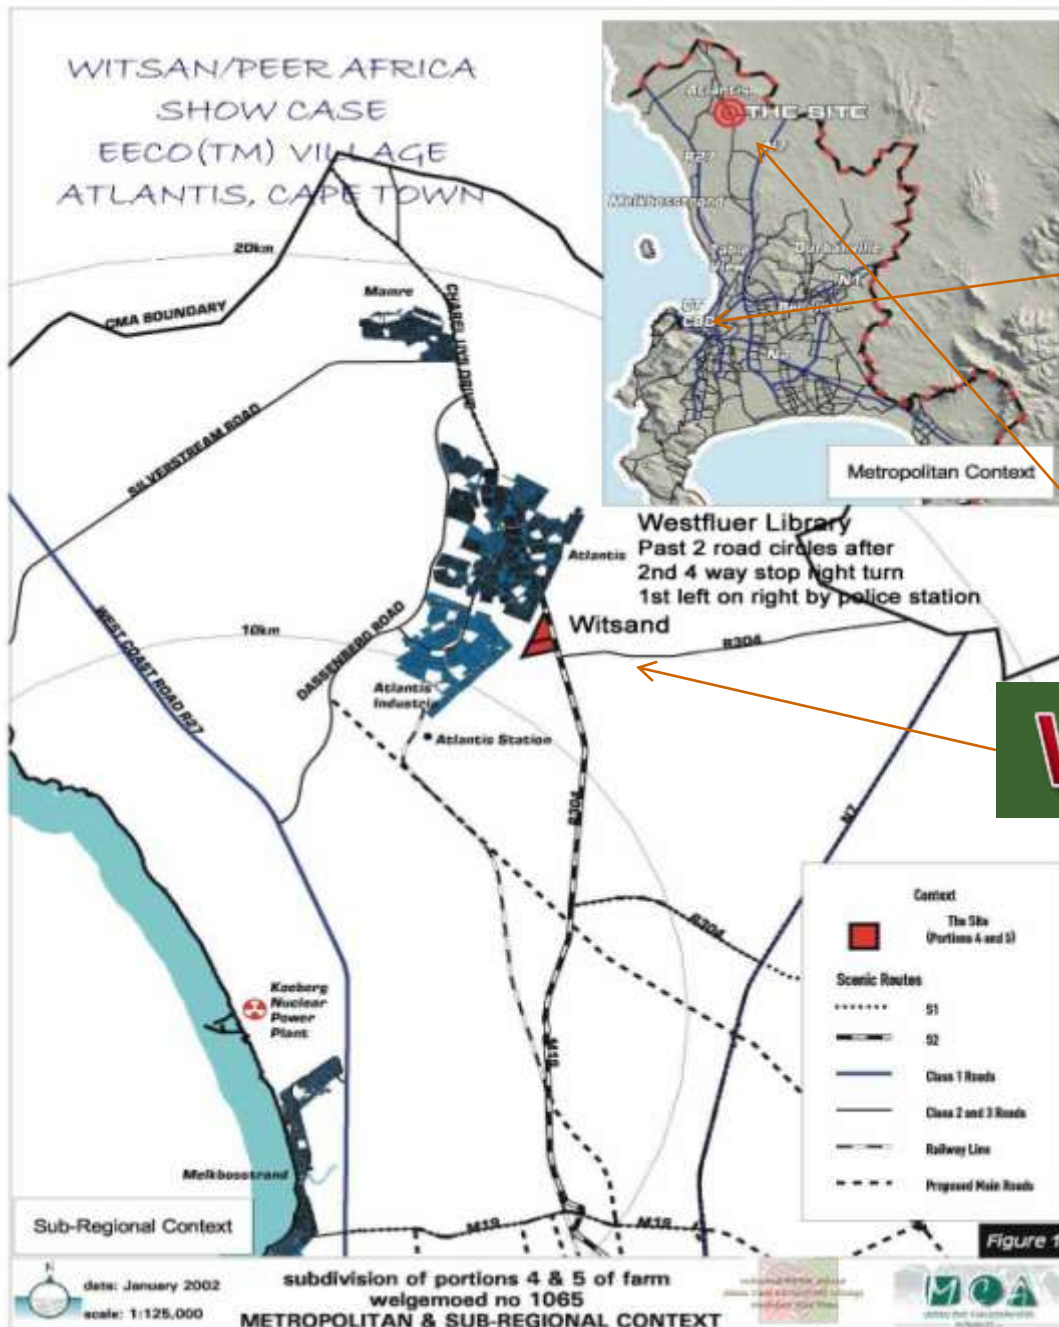 WITSAN/PEER AFRICA
SHOW CASE
EECO(TM) VILLAGE
ATLANTIS, CAPE TOWN
20km
CMA BOUNDARY
Mamre
SILVERSTREAM ROAD
WEST COAST ROAD R27
10km
DASSENBERG ROAD
Atlantis
Atlantis
Industria
Atlantis Station
Witsand
R304
Westfluer Library
Past 2 road circles after
2nd 4 way stop right turn
1st left on right by police station
Atlantis
THE SITE
R27
Melkbosstrand
Durbanville
N1
CT
CBD
Metropolitan Context
N7
R304
R304
M19
Koeberg
Nuclear
Power
Plant
Melkbosstrand
M19
M19
Sub-Regional Context
Context
The Site
(Portions 4 and 5)
Scenic Routes
S1
S2
Class 1 Roads
Class 2 and 3 Roads
Railway Line
Proposed Main Roads
Figure 1
N
date: January 2002
scale: 1:125,000
subdivision of portions 4 & 5 of farm
welgemoed no 1065
METROPOLITAN & SUB-REGIONAL CONTEXT